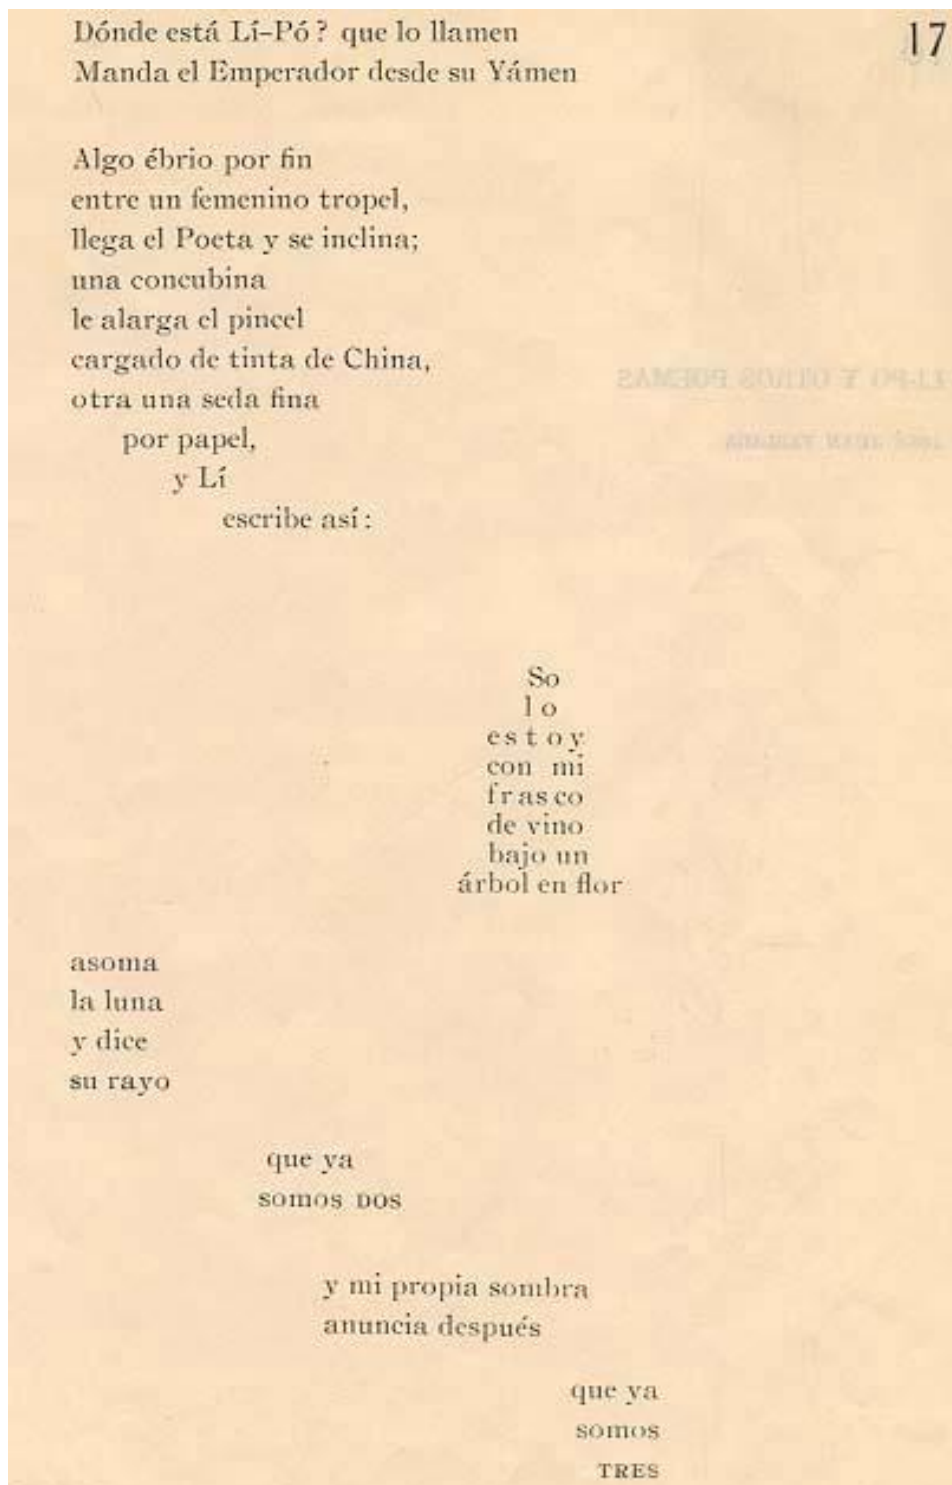 Dónde está Lí-Pó? que lo llamen
17
Manda el Emperador desde su Yámen
Algo ébrio por fin
entre un femenino tropel,
llega el Poeta y se inclina;
una concubina
le alarga el pincel
cargado de tinta de China,
otra una seda fina
por papel,
y Lí
escribe así:
LI-PO Y OTROS POEMAS
So
lo
estoy
con mi
frasco
de vino
bajo un
árbol en flor
asoma
la luna
y dice
su rayo
que ya
somos DOS
y mi propia sombra
anuncia después
que ya
somos
TRES